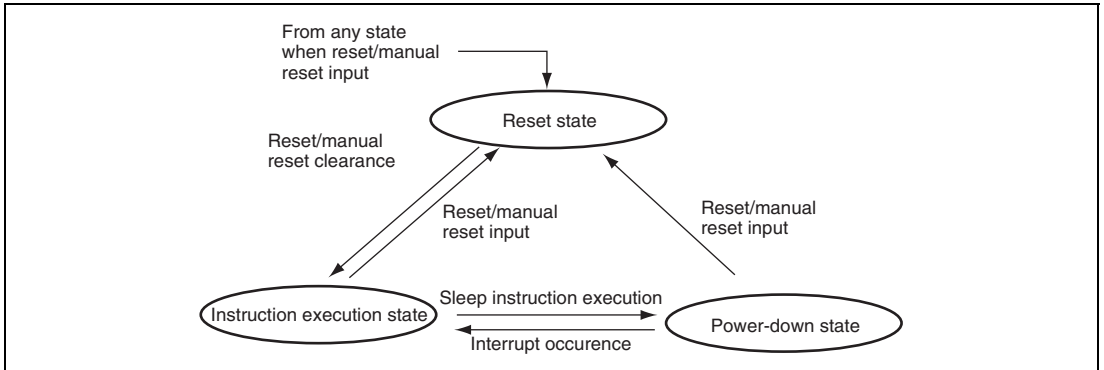 From any state
when reset/manual
reset input
Reset state
Reset/manual
reset clearance
Reset/manual
reset input
Reset/manual
reset input
Instruction execution state
Sleep instruction execution
Interrupt occurence
Power-down state